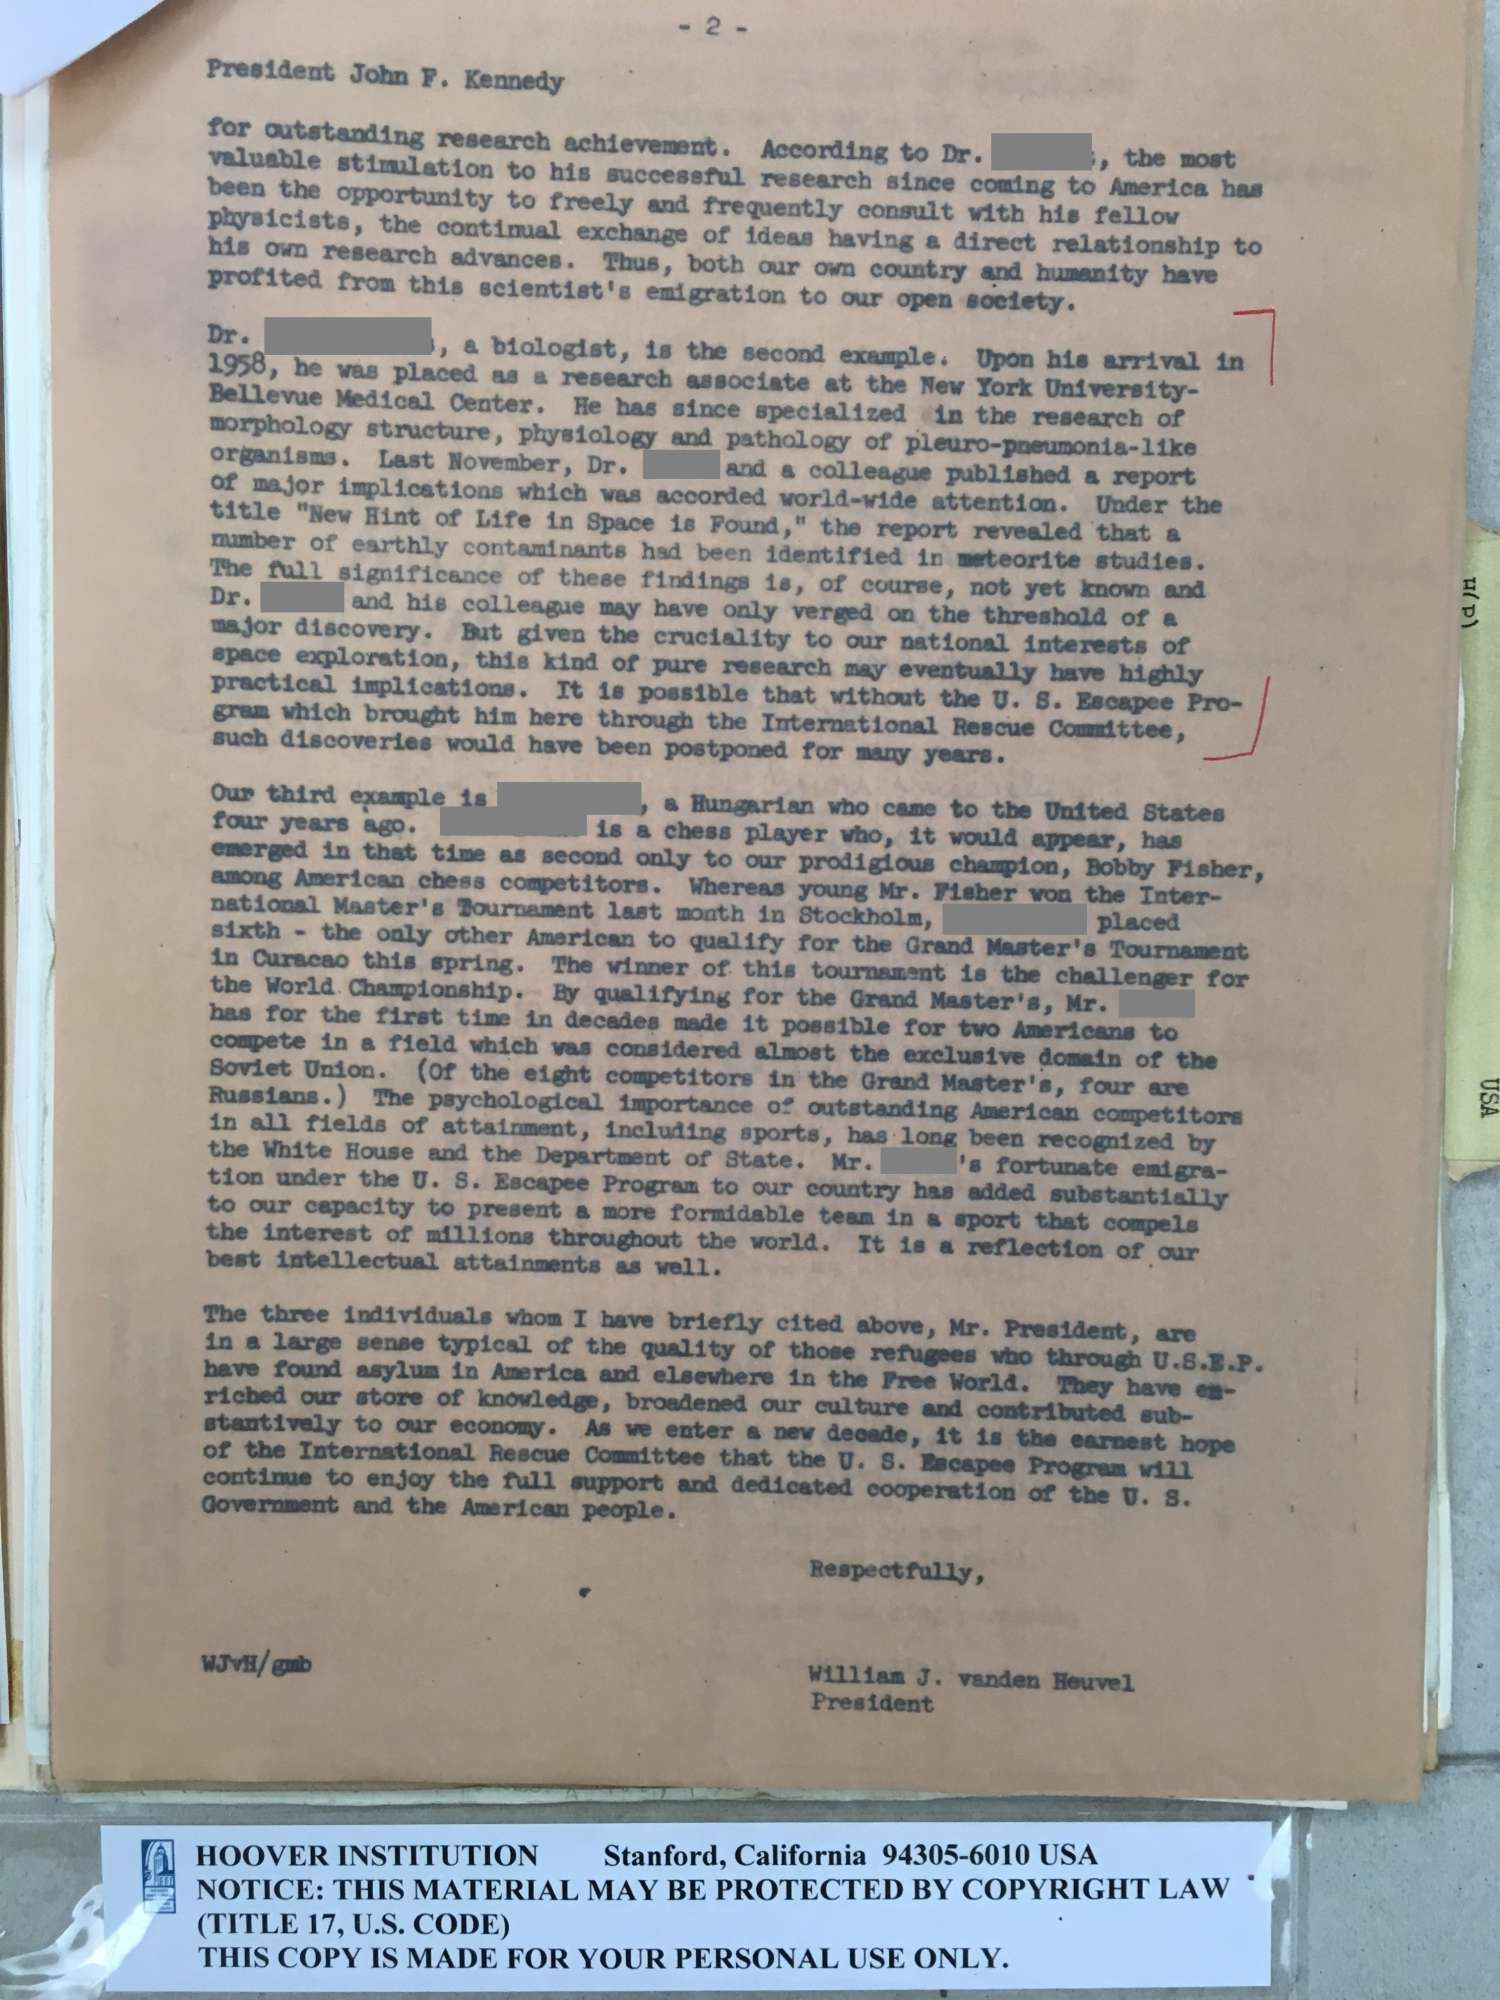 - 2 -
President John F. Kennedy
for outstanding research achievement. According to Dr. , the most
valuable stimulation to his successful research since coming to America has
been the opportunity to freely and frequently consult with his fellow
physicists, the continual exchange of ideas having a direct relationship to
his own research advances. Thus, both our own country and humanity have
profited from this scientist's emigration to our open society.
Dr. , a biologist, is the second example. Upon his arrival in
1958, he was placed as a research associate at the New York University-
Bellevue Medical Center. He has since specialized in the research of
morphology structure, physiology and pathology of pleuro-pneumonia-like
organisms. Last November, Dr. and a colleague published a report
of major implications which was accorded world-wide attention. Under the
title "New Hint of Life in Space is Found," the report revealed that a
number of earthly contaminants had been identified in meteorite studies.
The full significance of these findings is, of course, not yet known and
Dr. and his colleague may have only verged on the threshold of a
major discovery. But given the cruciality to our national interests of
space exploration, this kind of pure research may eventually have highly
practical implications. It is possible that without the U. S. Escapee Pro-
gram which brought him here through the International Rescue Committee,
such discoveries would have been postponed for many years.
Our third example is , a Hungarian who came to the United States
four years ago. is a chess player who, it would appear, has
emerged in that time as second only to our prodigious champion, Bobby Fisher,
among American chess competitors. Whereas young Mr. Fisher won the Inter-
national Master's Tournament last month in Stockholm, placed
sixth - the only other American to qualify for the Grand Master's Tournament
in Curacao this spring. The winner of this tournament is the challenger for
the World Championship. By qualifying for the Grand Master's, Mr.
has for the first time in decades made it possible for two Americans to
compete in a field which was considered almost the exclusive domain of the
Soviet Union. (Of the eight competitors in the Grand Master's, four are
Russians.) The psychological importance of outstanding American competitors
in all fields of attainment, including sports, has long been recognized by
the White House and the Department of State. Mr. 's fortunate emigra-
tion under the U. S. Escapee Program to our country has added substantially
to our capacity to present a more formidable team in a sport that compels
the interest of millions throughout the world. It is a reflection of our
best intellectual attainments as well.
The three individuals whom I have briefly cited above, Mr. President, are
in a large sense typical of the quality of those refugees who through U.S.E.P.
have found asylum in America and elsewhere in the Free World. They have en-
riched our store of knowledge, broadened our culture and contributed sub-
stantively to our economy. As we enter a new decade, it is the earnest hope
of the International Rescue Committee that the U. S. Escapee Program will
continue to enjoy the full support and dedicated cooperation of the U. S.
Government and the American people.
Respectfully,
WJvH/gmb
William J. vanden Heuvel
President
USA
HOOVER INSTITUTION Stanford, California 94305-6010 USA
NOTICE: THIS MATERIAL MAY BE PROTECTED BY COPYRIGHT LAW
(TITLE 17, U.S. CODE)
THIS COPY IS MADE FOR YOUR PERSONAL USE ONLY.